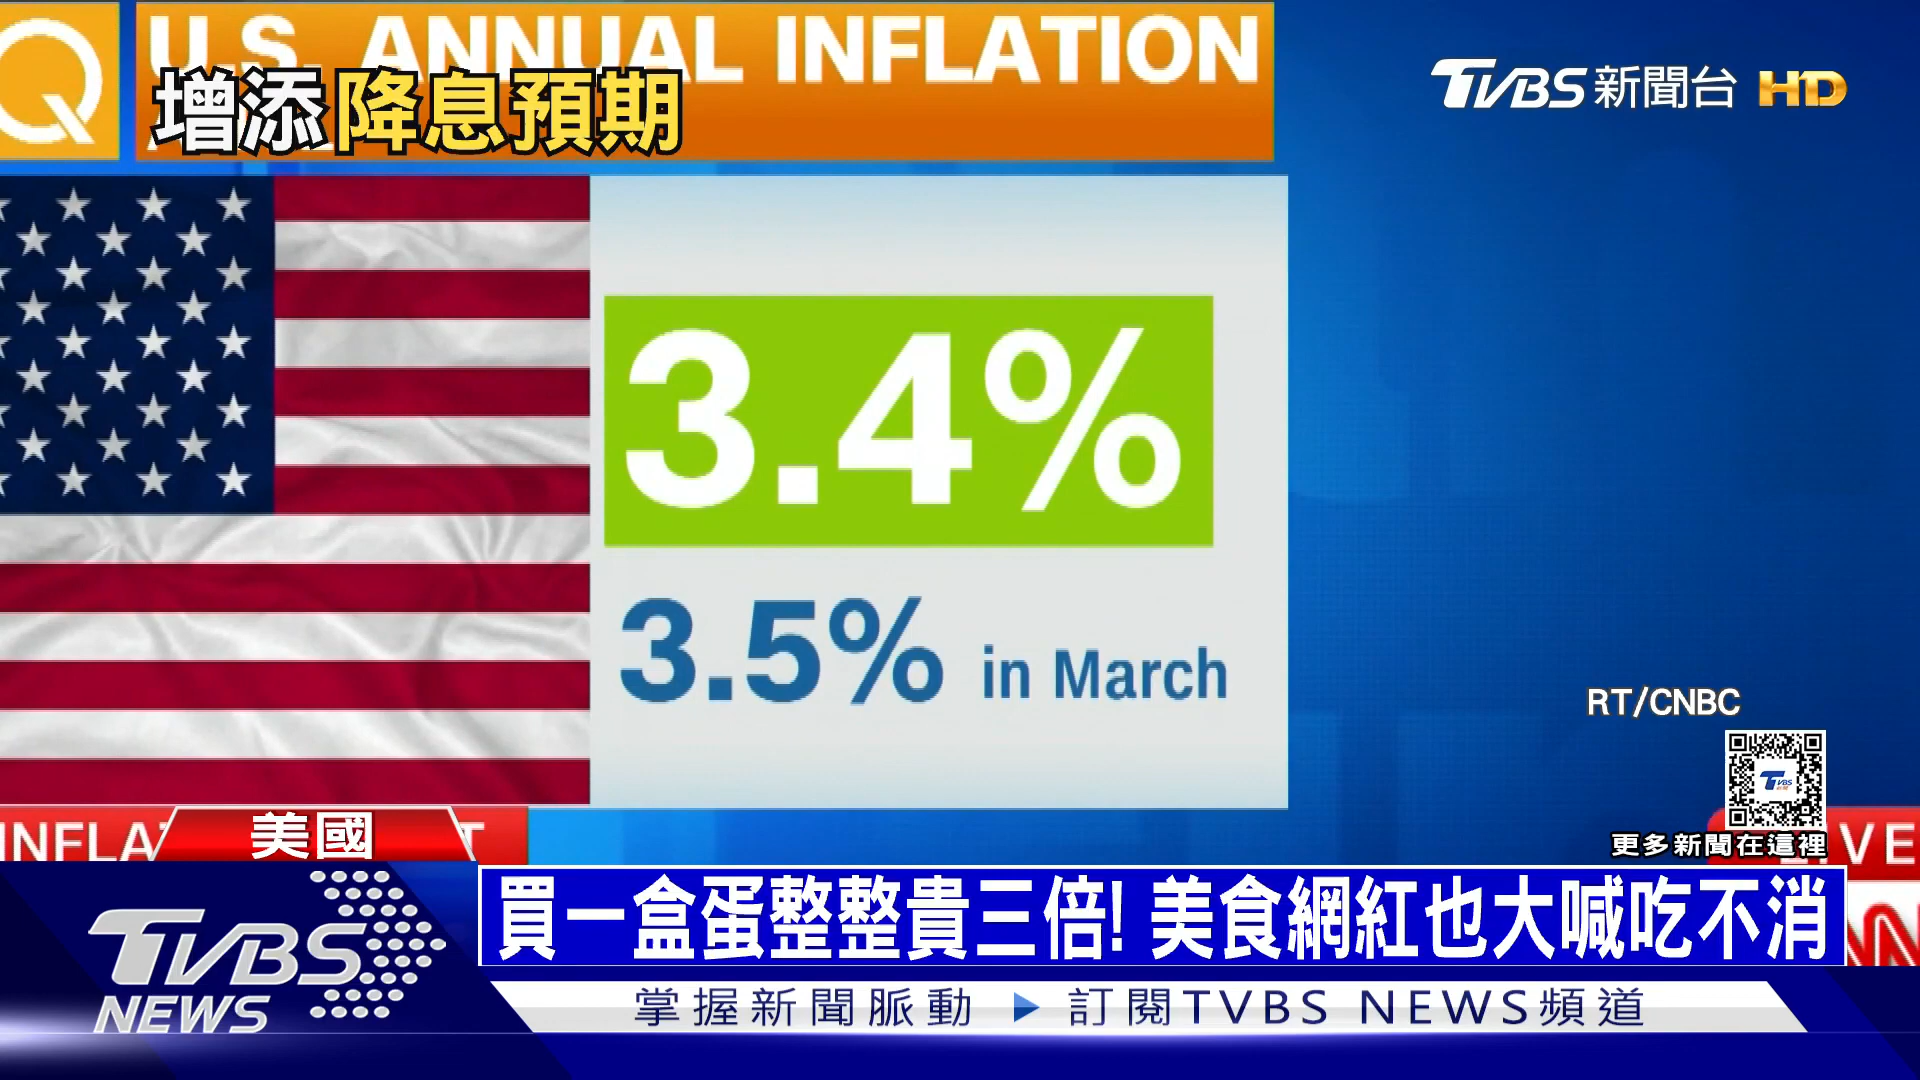 U.S. ANNUAL INFLATION
增添降息預期
TVBS新聞台 HD
3.4%
3.5% in March
RT/CNBC
TVBS
更多新聞在這裡
美國
買一盒蛋整整貴三倍! 美食網紅也大喊吃不消
TVBS
NEWS
掌握新聞脈動 ▶ 訂閱TVBS NEWS頻道